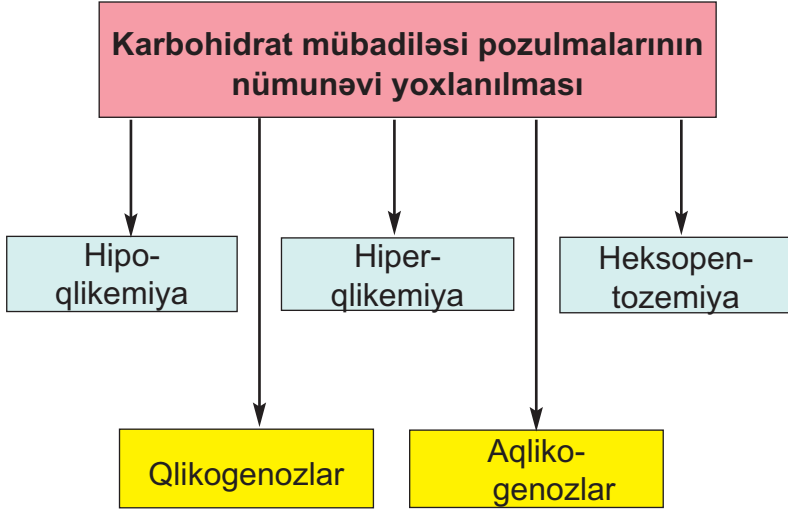 Karbohidrat mübadiləsi pozulmalarının
nümunəvi yoxlanılması
Hipo-
qlikemiya
Hiper-
qlikemiya
Heksopen-
tozemiya
Qlikogenozlar
Aqliko-
genozlar